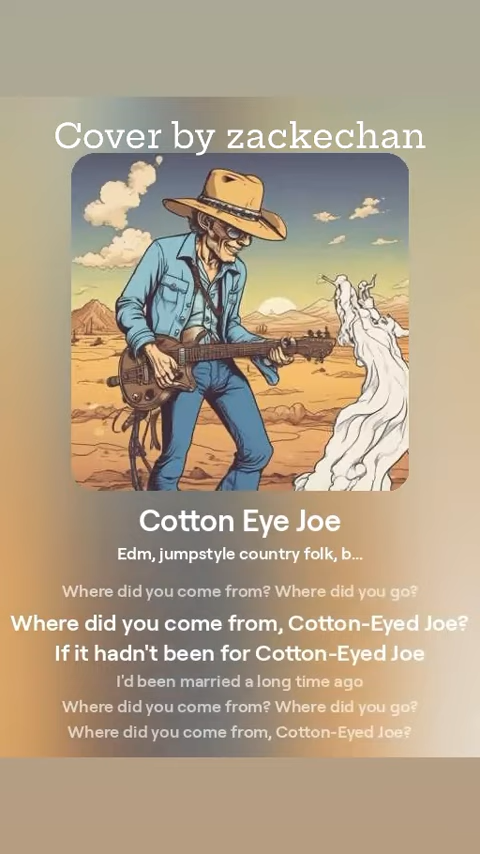 Cover by zackechan
Cotton Eye Joe
Edm, jumpstyle country folk, b...
Where did you come from? Where did you go?
Where did you come from, Cotton-Eyed Joe?
If it hadn't been for Cotton-Eyed Joe
I'd been married a long time ago
Where did you come from? Where did you go?
Where did you come from, Cotton-Eyed Joe?